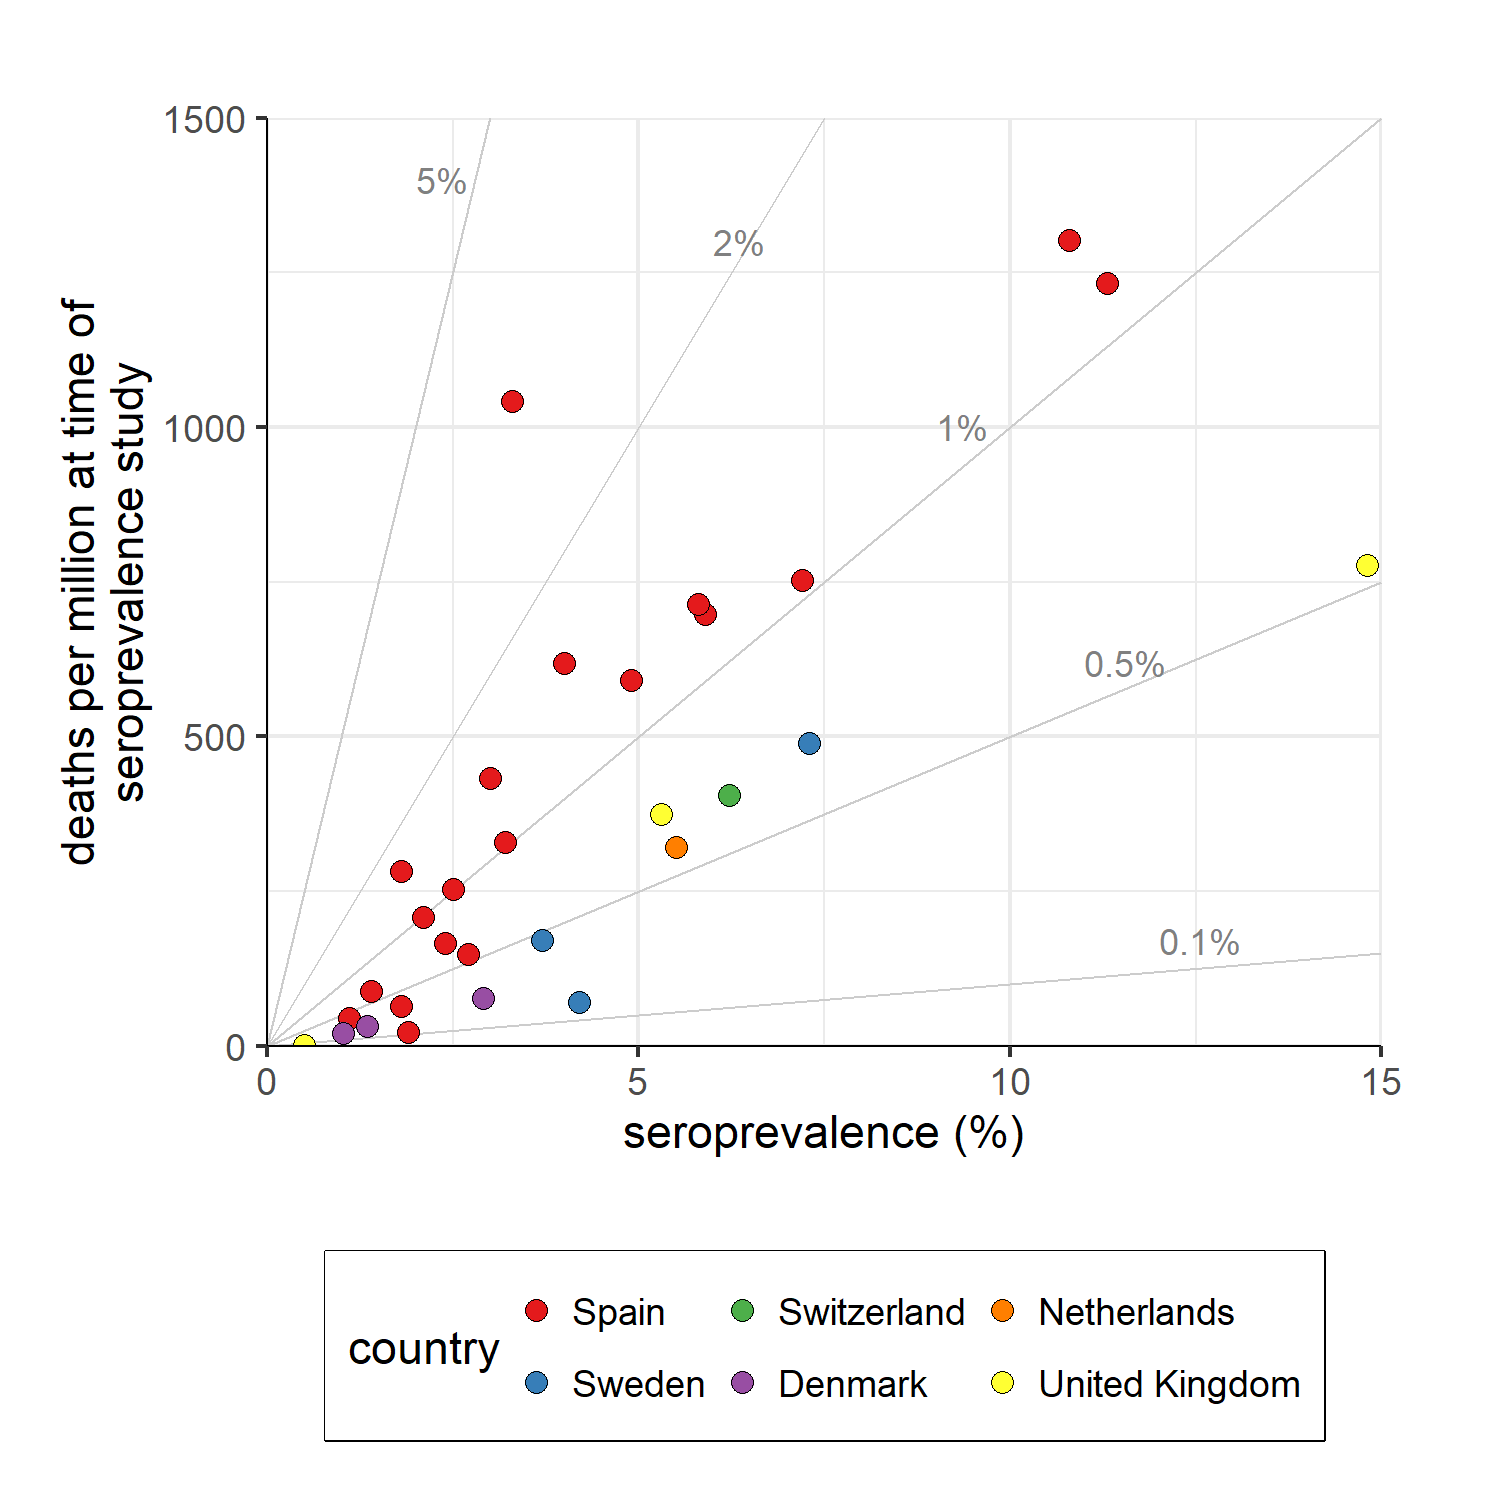 1500
1000
500
0
deaths per million at time of
seroprevalence study
5%
2%
1%
0.5%
0.1%
0 5 10 15
seroprevalence (%)
country
Spain Switzerland Netherlands
Sweden Denmark United Kingdom